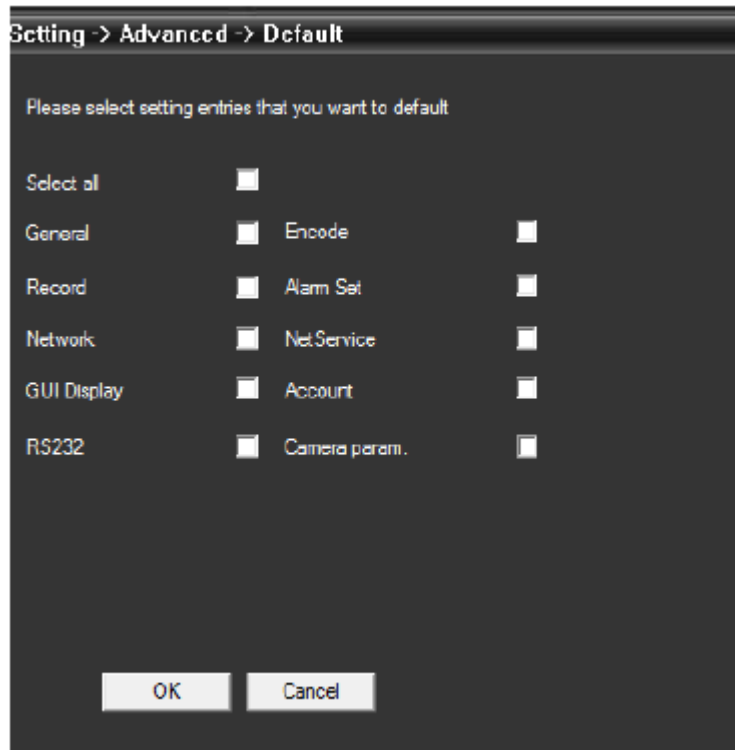 Setting -> Advanced -> Default
Please select setting entries that you want to default
Select all
General Encode
Record Alarm Set
Network NetService
GUI Display Account
RS232 Camera param.
OK Cancel